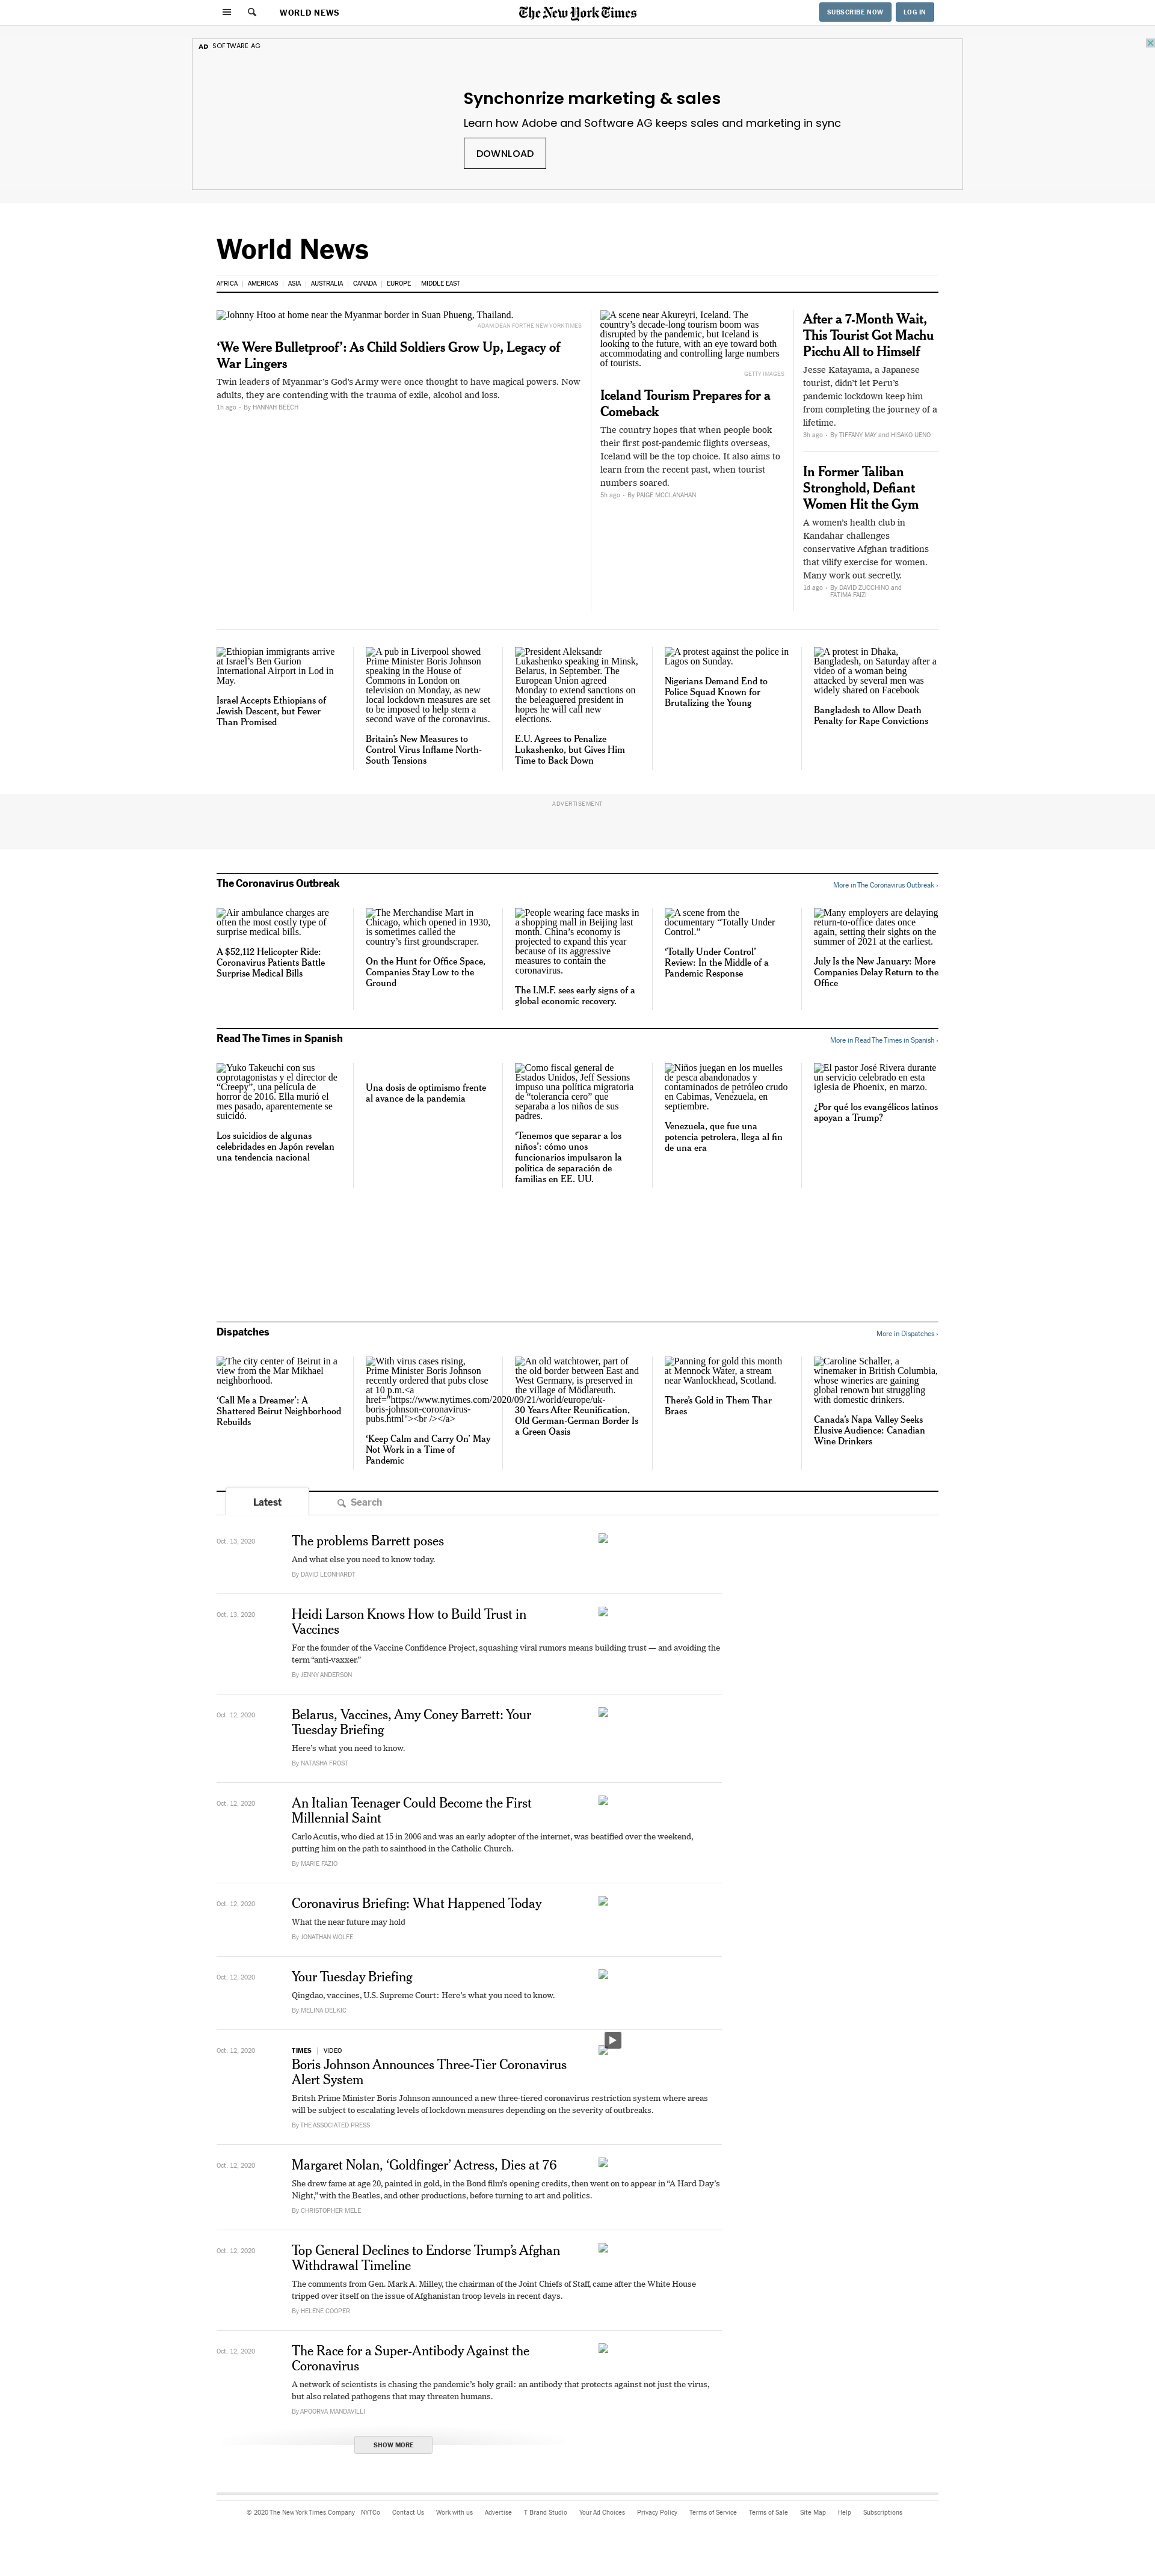 WORLD NEWS
The New York Times
SUBSCRIBE NOW
LOG IN
AD SOFTWARE AG
Synchonrize marketing & sales
Learn how Adobe and Software AG keeps sales and marketing in sync
DOWNLOAD
World News
AFRICA
AMERICAS
ASIA
AUSTRALIA
CANADA
EUROPE
MIDDLE EAST
Johnny Htoo at home near the Myanmar border in Suan Phueng, Thailand.
ADAM DEAN FOR THE NEW YORK TIMES
‘We Were Bulletproof’: As Child Soldiers Grow Up, Legacy of
War Lingers
Twin leaders of Myanmar’s God’s Army were once thought to have magical powers. Now
adults, they are contending with the trauma of exile, alcohol and loss.
1h ago - By HANNAH BEECH
A scene near Akureyri, Iceland. The
country’s decade-long tourism boom was
disrupted by the pandemic, but Iceland is
looking to the future, with an eye toward both
accommodating and controlling large numbers
of tourists.
GETTY IMAGES
Iceland Tourism Prepares for a
Comeback
The country hopes that when people book
their first post-pandemic flights overseas,
Iceland will be the top choice. It also aims to
learn from the recent past, when tourist
numbers soared.
5h ago - By PAIGE MCCLANAHAN
After a 7-Month Wait,
This Tourist Got Machu
Picchu All to Himself
Jesse Katayama, a Japanese
tourist, didn’t let Peru’s
pandemic lockdown keep him
from completing the journey of a
lifetime.
3h ago - By TIFFANY MAY and HISAKO UENO
In Former Taliban
Stronghold, Defiant
Women Hit the Gym
A women’s health club in
Kandahar challenges
conservative Afghan traditions
that vilify exercise for women.
Many work out secretly.
1d ago - By DAVID ZUCCHINO and
FATIMA FAIZI
Ethiopian immigrants arrive
at Israel’s Ben Gurion
International Airport in Lod in
May.
Israel Accepts Ethiopians of
Jewish Descent, but Fewer
Than Promised
A pub in Liverpool showed
Prime Minister Boris Johnson
speaking in the House of
Commons in London on
television on Monday, as new
local lockdown measures are set
to be imposed to help stem a
second wave of the coronavirus.
Britain’s New Measures to
Control Virus Inflame North-
South Tensions
President Aleksandr
Lukashenko speaking in Minsk,
Belarus, in September. The
European Union agreed
Monday to extend sanctions on
the beleaguered president in
hopes he will call new
elections.
E.U. Agrees to Penalize
Lukashenko, but Gives Him
Time to Back Down
A protest against the police in
Lagos on Sunday.
Nigerians Demand End to
Police Squad Known for
Brutalizing the Young
A protest in Dhaka,
Bangladesh, on Saturday after a
video of a woman being
attacked by several men was
widely shared on Facebook
Bangladesh to Allow Death
Penalty for Rape Convictions
ADVERTISEMENT
The Coronavirus Outbreak
More in The Coronavirus Outbreak ›
Air ambulance charges are
often the most costly type of
surprise medical bills.
A $52,112 Helicopter Ride:
Coronavirus Patients Battle
Surprise Medical Bills
The Merchandise Mart in
Chicago, which opened in 1930,
is sometimes called the
country’s first groundscraper.
On the Hunt for Office Space,
Companies Stay Low to the
Ground
People wearing face masks in
a shopping mall in Beijing last
month. China’s economy is
projected to expand this year
because of its aggressive
measures to contain the
coronavirus.
The I.M.F. sees early signs of a
global economic recovery.
A scene from the
documentary “Totally Under
Control.”
‘Totally Under Control’
Review: In the Middle of a
Pandemic Response
Many employers are delaying
return-to-office dates once
again, setting their sights on the
summer of 2021 at the earliest.
July Is the New January: More
Companies Delay Return to the
Office
Read The Times in Spanish
More in Read The Times in Spanish ›
Yuko Takeuchi con sus
coprotagonistas y el director de
“Creepy”, una película de
horror de 2016. Ella murió el
mes pasado, aparentemente se
suicidó.
Los suicidios de algunas
celebridades en Japón revelan
una tendencia nacional
Una dosis de optimismo frente
al avance de la pandemia
Como fiscal general de
Estados Unidos, Jeff Sessions
impuso una política migratoria
de “tolerancia cero” que
separaba a los niños de sus
padres.
‘Tenemos que separar a los
niños’: cómo unos
funcionarios impulsaron la
política de separación de
familias en EE. UU.
Niños juegan en los muelles
de pesca abandonados y
contaminados de petróleo crudo
en Cabimas, Venezuela, en
septiembre.
Venezuela, que fue una
potencia petrolera, llega al fin
de una era
El pastor José Rivera durante
un servicio celebrado en esta
iglesia de Phoenix, en marzo.
¿Por qué los evangélicos latinos
apoyan a Trump?
Dispatches
More in Dispatches ›
The city center of Beirut in a
view from the Mar Mikhael
neighborhood.
‘Call Me a Dreamer’: A
Shattered Beirut Neighborhood
Rebuilds
With virus cases rising,
Prime Minister Boris Johnson
recently ordered that pubs close
at 10 p.m.<a
href="https://www.nytimes.com/2020/09/21/world/europe/uk-
boris-johnson-coronavirus-
pubs.html"><br /></a>
‘Keep Calm and Carry On’ May
Not Work in a Time of
Pandemic
An old watchtower, part of
the old border between East and
West Germany, is preserved in
the village of Mödlareuth.
30 Years After Reunification,
Old German-German Border Is
a Green Oasis
Panning for gold this month
at Mennock Water, a stream
near Wanlockhead, Scotland.
There’s Gold in Them Thar
Braes
Caroline Schaller, a
winemaker in British Columbia,
whose wineries are gaining
global renown but struggling
with domestic drinkers.
Canada’s Napa Valley Seeks
Elusive Audience: Canadian
Wine Drinkers
Latest
Search
Oct. 13, 2020
The problems Barrett poses
And what else you need to know today.
By DAVID LEONHARDT
Oct. 13, 2020
Heidi Larson Knows How to Build Trust in
Vaccines
For the founder of the Vaccine Confidence Project, squashing viral rumors means building trust — and avoiding the
term “anti-vaxxer.”
By JENNY ANDERSON
Oct. 12, 2020
Belarus, Vaccines, Amy Coney Barrett: Your
Tuesday Briefing
Here’s what you need to know.
By NATASHA FROST
Oct. 12, 2020
An Italian Teenager Could Become the First
Millennial Saint
Carlo Acutis, who died at 15 in 2006 and was an early adopter of the internet, was beatified over the weekend,
putting him on the path to sainthood in the Catholic Church.
By MARIE FAZIO
Oct. 12, 2020
Coronavirus Briefing: What Happened Today
What the near future may hold
By JONATHAN WOLFE
Oct. 12, 2020
Your Tuesday Briefing
Qingdao, vaccines, U.S. Supreme Court: Here’s what you need to know.
By MELINA DELKIC
Oct. 12, 2020
TIMES VIDEO
Boris Johnson Announces Three-Tier Coronavirus
Alert System
Britsh Prime Minister Boris Johnson announced a new three-tiered coronavirus restriction system where areas
will be subject to escalating levels of lockdown measures depending on the severity of outbreaks.
By THE ASSOCIATED PRESS
Oct. 12, 2020
Margaret Nolan, ‘Goldfinger’ Actress, Dies at 76
She drew fame at age 20, painted in gold, in the Bond film’s opening credits, then went on to appear in “A Hard Day’s
Night,” with the Beatles, and other productions, before turning to art and politics.
By CHRISTOPHER MELE
Oct. 12, 2020
Top General Declines to Endorse Trump’s Afghan
Withdrawal Timeline
The comments from Gen. Mark A. Milley, the chairman of the Joint Chiefs of Staff, came after the White House
tripped over itself on the issue of Afghanistan troop levels in recent days.
By HELENE COOPER
Oct. 12, 2020
The Race for a Super-Antibody Against the
Coronavirus
A network of scientists is chasing the pandemic’s holy grail: an antibody that protects against not just the virus,
but also related pathogens that may threaten humans.
By APOORVA MANDAVILLI
SHOW MORE
© 2020 The New York Times Company NYTCo Contact Us Work with us Advertise T Brand Studio Your Ad Choices Privacy Policy Terms of Service Terms of Sale Site Map Help Subscriptions